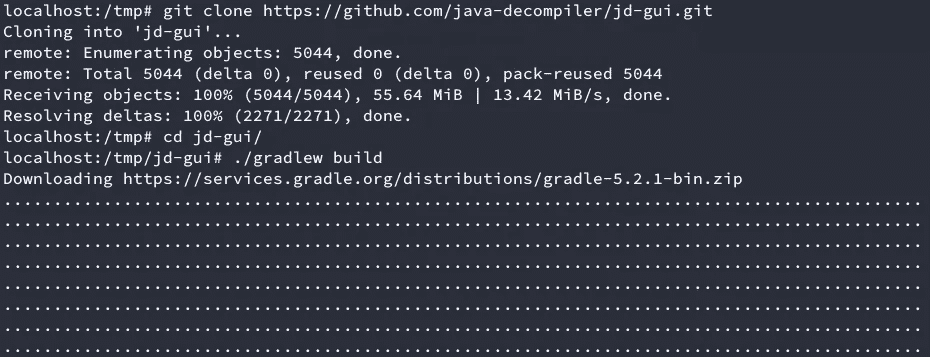 localhost:/tmp# git clone https://github.com/java-decompiler/jd-gui.git
Cloning into 'jd-gui'...
remote: Enumerating objects: 5044, done.
remote: Total 5044 (delta 0), reused 0 (delta 0), pack-reused 5044
Receiving objects: 100% (5044/5044), 55.64 MiB | 13.42 MiB/s, done.
Resolving deltas: 100% (2271/2271), done.
localhost:/tmp# cd jd-gui/
localhost:/tmp/jd-gui# ./gradlew build
Downloading https://services.gradle.org/distributions/gradle-5.2.1-bin.zip
........................................................................................
........................................................................................
........................................................................................
........................................................................................
........................................................................................
........................................................................................
........................................................................................
........................................................................................